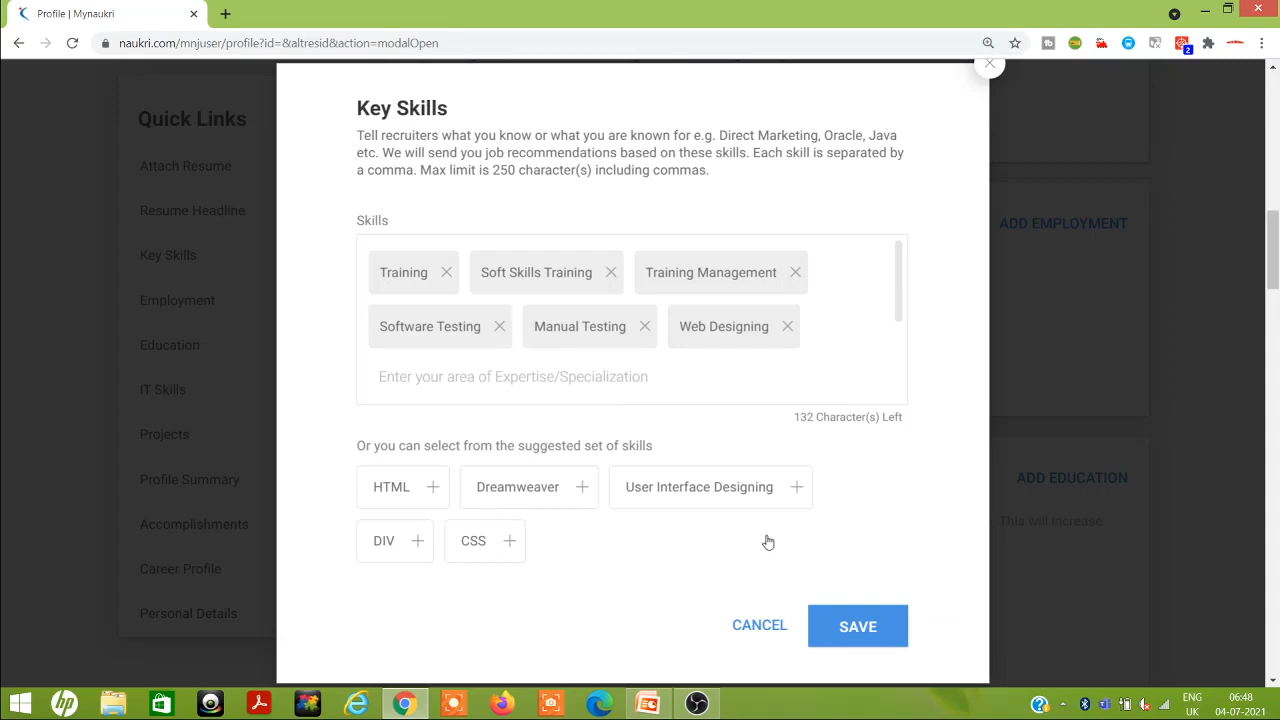 Profile | Mynaukri
naukri.com/mnjuser/profile?id=&altresid&action=modalOpen
2
Quick Links
Attach Resume
Resume Headline
Key Skills
Employment
Education
IT Skills
Projects
Profile Summary
Accomplishments
Career Profile
Personal Details
Key Skills
Tell recruiters what you know or what you are known for e.g. Direct Marketing, Oracle, Java
etc. We will send you job recommendations based on these skills. Each skill is separated by
a comma. Max limit is 250 character(s) including commas.
Skills
Training
Soft Skills Training
Training Management
Software Testing
Manual Testing
Web Designing
Enter your area of Expertise/Specialization
132 Character(s) Left
Or you can select from the suggested set of skills
HTML
Dreamweaver
User Interface Designing
DIV
CSS
CANCEL
SAVE
ADD EMPLOYMENT
ADD EDUCATION
This will increase
ENG
UK
06:48
04-07-2021